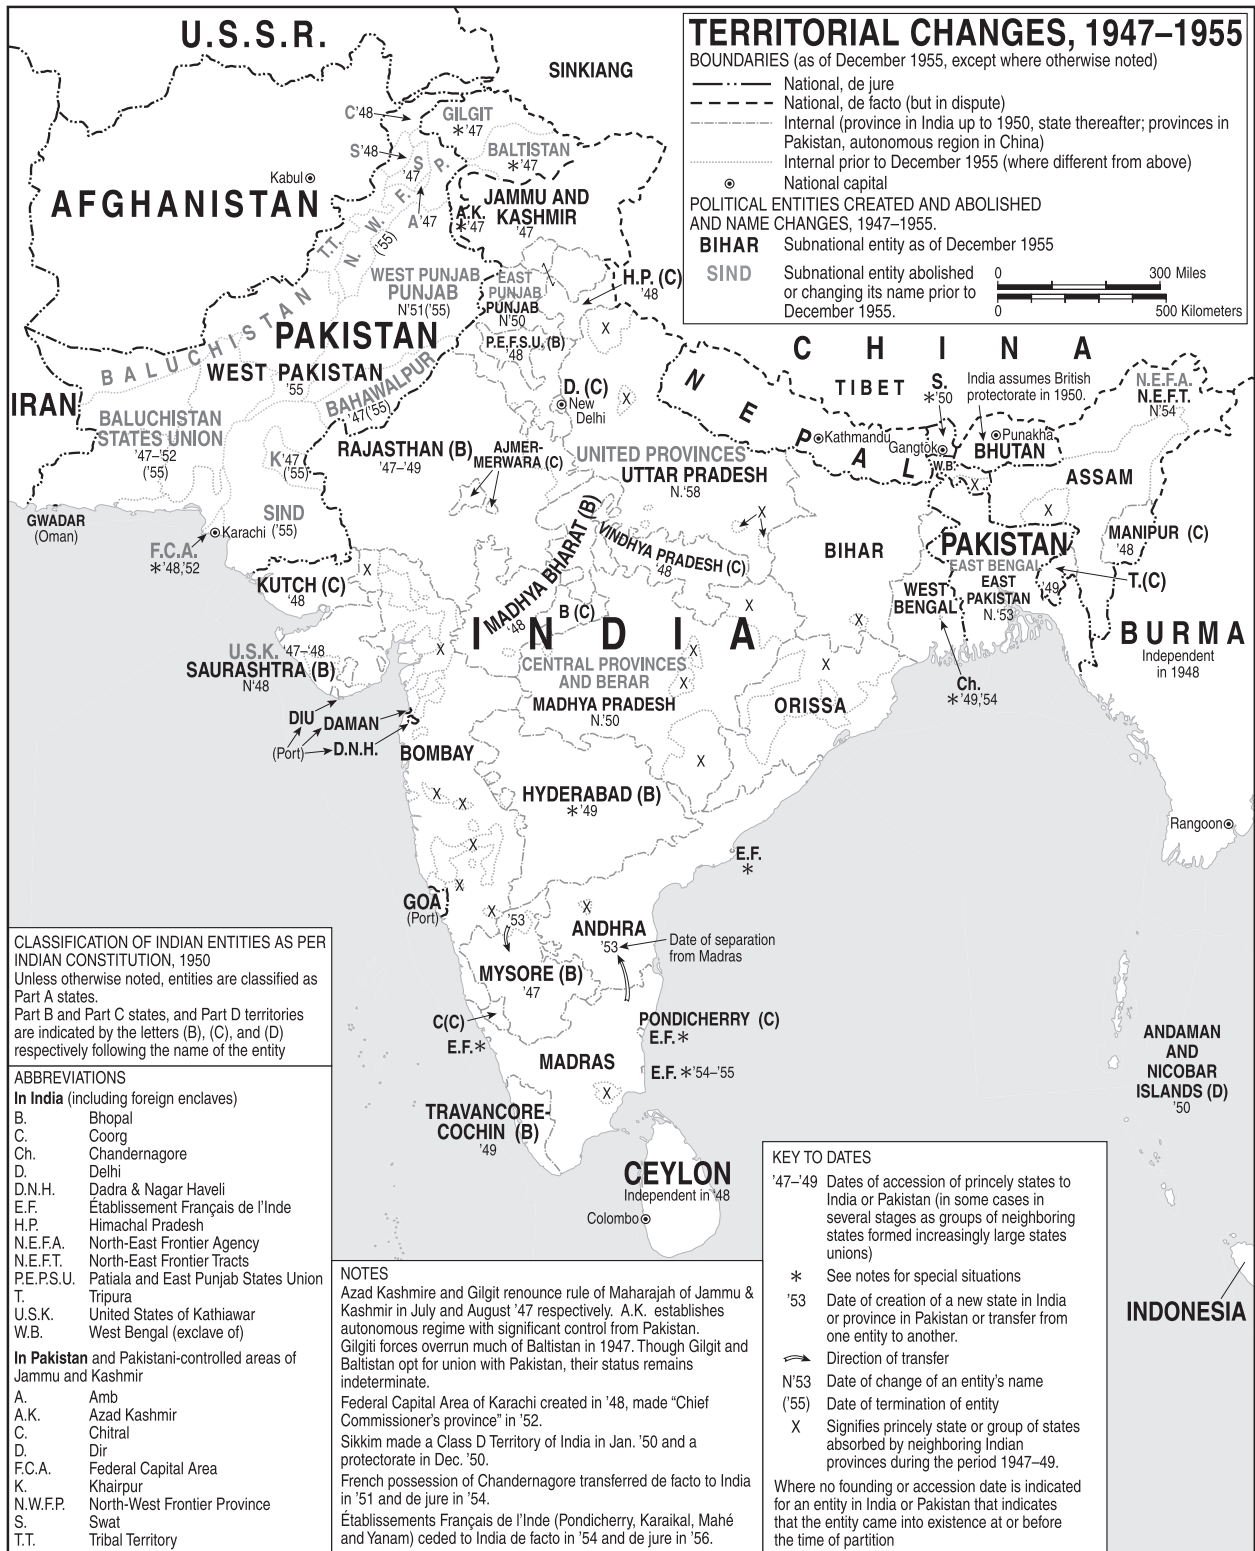 TERRITORIAL CHANGES, 1947–1955
BOUNDARIES (as of December 1955, except where otherwise noted)
National, de jure
National, de facto (but in dispute)
Internal (province in India up to 1950, state thereafter; provinces in
Pakistan, autonomous region in China)
Internal prior to December 1955 (where different from above)
National capital
POLITICAL ENTITIES CREATED AND ABOLISHED
AND NAME CHANGES, 1947–1955.
BIHAR Subnational entity as of December 1955
SIND Subnational entity abolished
or changing its name prior to
December 1955.
0 300 Miles
0 500 Kilometers
U.S.S.R.
SINKIANG
C'48
GILGIT
*'47
S'48
BALTISTAN
*'47
S
'47
Kabul
AFGHANISTAN
A'47
A.K.
*'47
JAMMU AND
KASHMIR
'47
T.T.
N. W. F. P.
('55)
WEST PUNJAB
PUNJAB
N'51('55)
EAST
PUNJAB
PUNJAB
N'50
H.P. (C)
'48
X
P.E.F.S.U. (B)
'48
BALUCHISTAN
PAKISTAN
WEST PAKISTAN
'55
BAHAWALPUR
'47('55)
D. (C)
New
Delhi
X
CHINA
TIBET
S.
*'50
India assumes British
protectorate in 1950.
N.E.F.A.
N.E.F.T.
N'54
IRAN
BALUCHISTAN
STATES UNION
'47–'52
('55)
RAJASTHAN (B)
'47–'49
AJMER-
MERWARA (C)
NEPAL
Kathmandu
Gangtok
Punakha
BHUTAN
W.B.
X
ASSAM
K'47
('55)
UNITED PROVINCES
UTTAR PRADESH
N.'58
GWADAR
(Oman)
SIND
('55)
Karachi
F.C.A.
*'48,'52
X
X
MADHYA BHARAT (B)
'48
VINDHYA PRADESH (C)
'48
BIHAR
PAKISTAN
EAST BENGAL
EAST
PAKISTAN
N.'53
MANIPUR (C)
'48
T.(C)
'49
KUTCH (C)
'48
X
B (C)
X
WEST
BENGAL
X
INDIA
BURMA
Independent
in 1948
U.S.K. '47–'48
SAURASHTRA (B)
N'48
X
CENTRAL PROVINCES
AND BERAR
MADHYA PRADESH
N.'50
X
X
X
ORISSA
Ch.
*'49,'54
DIU
DAMAN
(Port)
D.N.H.
BOMBAY
X
HYDERABAD (B)
*'49
X
X
X
Rangoon
E.F.
*
GOA
(Port)
X
X
'53
X
ANDHRA
'53
Date of separation
from Madras
MYSORE (B)
'47
C(C)
PONDICHERRY (C)
E.F.*
E.F.*
MADRAS
E.F. *'54–'55
ANDAMAN
AND
NICOBAR
ISLANDS (D)
'50
X
TRAVANCORE-
COCHIN (B)
'49
CEYLON
Independent in '48
Colombo
INDONESIA
CLASSIFICATION OF INDIAN ENTITIES AS PER
INDIAN CONSTITUTION, 1950
Unless otherwise noted, entities are classified as
Part A states.
Part B and Part C states, and Part D territories
are indicated by the letters (B), (C), and (D)
respectively following the name of the entity
ABBREVIATIONS
In India (including foreign enclaves)
B. Bhopal
C. Coorg
Ch. Chandernagore
D. Delhi
D.N.H. Dadra & Nagar Haveli
E.F. Établissement Français de l'Inde
H.P. Himachal Pradesh
N.E.F.A. North-East Frontier Agency
N.E.F.T. North-East Frontier Tracts
P.E.P.S.U. Patiala and East Punjab States Union
T. Tripura
U.S.K. United States of Kathiawar
W.B. West Bengal (exclave of)
In Pakistan and Pakistani-controlled areas of
Jammu and Kashmir
A. Amb
A.K. Azad Kashmir
C. Chitral
D. Dir
F.C.A. Federal Capital Area
K. Khairpur
N.W.F.P. North-West Frontier Province
S. Swat
T.T. Tribal Territory
NOTES
Azad Kashmire and Gilgit renounce rule of Maharajah of Jammu &
Kashmir in July and August '47 respectively. A.K. establishes
autonomous regime with significant control from Pakistan.
Gilgiti forces overrun much of Baltistan in 1947. Though Gilgit and
Baltistan opt for union with Pakistan, their status remains
indeterminate.
Federal Capital Area of Karachi created in '48, made “Chief
Commissioner's province” in '52.
Sikkim made a Class D Territory of India in Jan. '50 and a
protectorate in Dec. '50.
French possession of Chandernagore transferred de facto to India
in '51 and de jure in '54.
Établissements Français de l'Inde (Pondicherry, Karaikal, Mahé
and Yanam) ceded to India de facto in '54 and de jure in '56.
KEY TO DATES
'47–'49 Dates of accession of princely states to
India or Pakistan (in some cases in
several stages as groups of neighboring
states formed increasingly large states
unions)
* See notes for special situations
'53 Date of creation of a new state in India
or province in Pakistan or transfer from
one entity to another.
Direction of transfer
N'53 Date of change of an entity's name
('55) Date of termination of entity
X Signifies princely state or group of states
absorbed by neighboring Indian
provinces during the period 1947–49.
Where no founding or accession date is indicated
for an entity in India or Pakistan that indicates
that the entity came into existence at or before
the time of partition